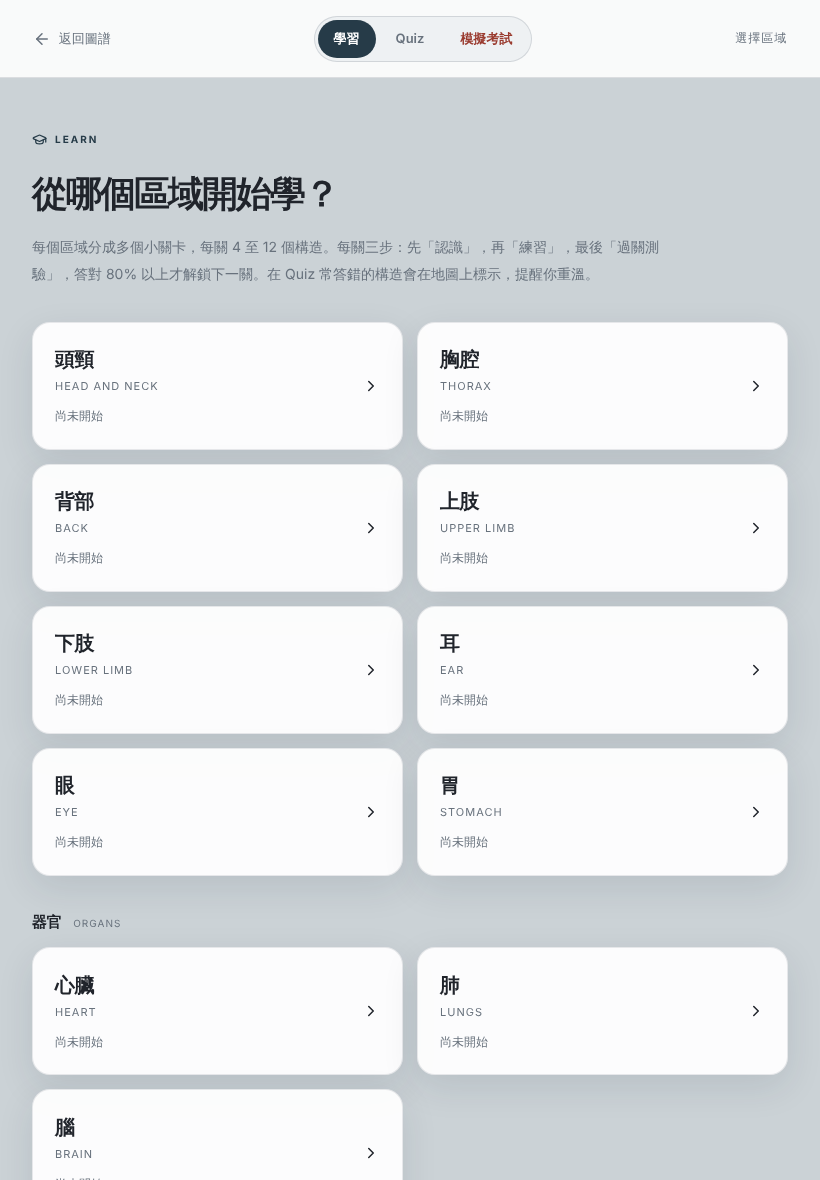 返回圖譜
學習
Quiz
模擬考試
選擇區域
LEARN
從哪個區域開始學？
每個區域分成多個小關卡，每關 4 至 12 個構造。每關三步：先「認識」，再「練習」，最後「過關測
驗」，答對 80% 以上才解鎖下一關。在 Quiz 常答錯的構造會在地圖上標示，提醒你重溫。
頭頸
HEAD AND NECK
尚未開始
胸腔
THORAX
尚未開始
背部
BACK
尚未開始
上肢
UPPER LIMB
尚未開始
下肢
LOWER LIMB
尚未開始
耳
EAR
尚未開始
眼
EYE
尚未開始
胃
STOMACH
尚未開始
器官 ORGANS
心臟
HEART
尚未開始
肺
LUNGS
尚未開始
腦
BRAIN